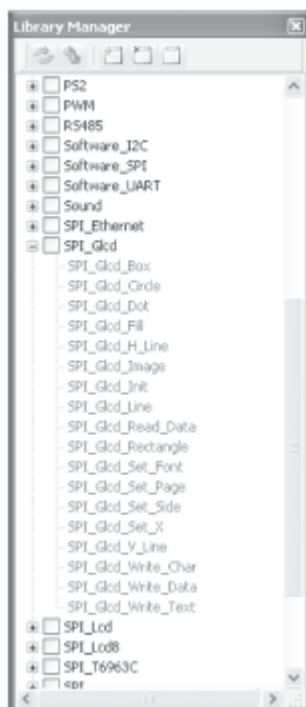 Library Manager
PS2
PWM
RS485
Software_I2C
Software_SPI
Software_UART
Sound
SPI_Ethernet
SPI_Glcd
SPI_Glcd_Box
SPI_Glcd_Circle
SPI_Glcd_Dot
SPI_Glcd_Fill
SPI_Glcd_H_Line
SPI_Glcd_Image
SPI_Glcd_Init
SPI_Glcd_Line
SPI_Glcd_Read_Data
SPI_Glcd_Rectangle
SPI_Glcd_Set_Font
SPI_Glcd_Set_Page
SPI_Glcd_Set_Side
SPI_Glcd_Set_X
SPI_Glcd_V_Line
SPI_Glcd_Write_Char
SPI_Glcd_Write_Data
SPI_Glcd_Write_Text
SPI_Lcd
SPI_Lcd8
SPI_T6963C
SPI